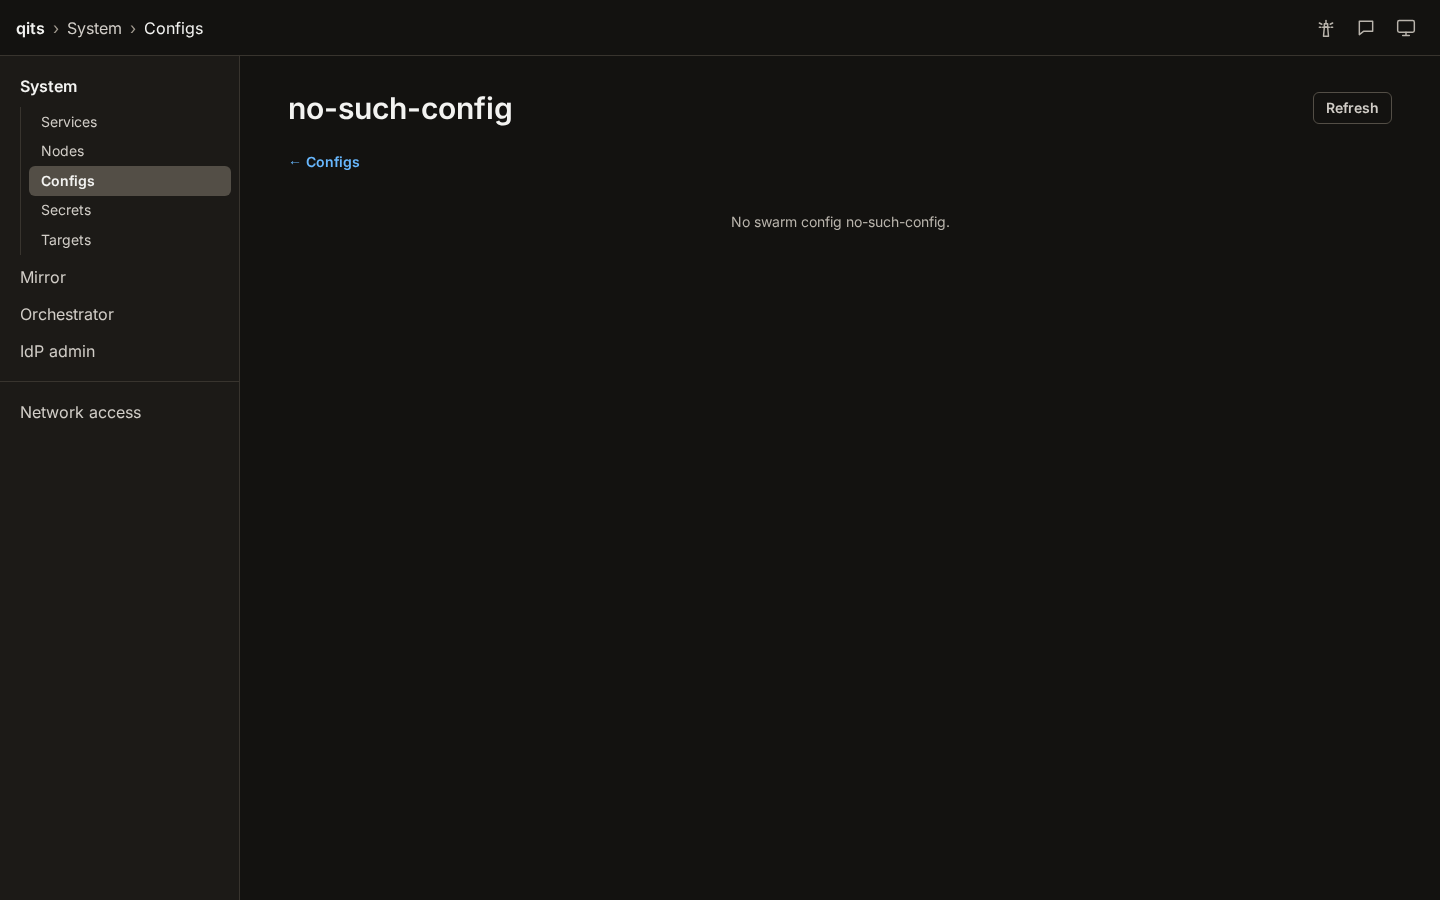 qits › System › Configs
System
Services
Nodes
Configs
Secrets
Targets
Mirror
Orchestrator
IdP admin
Network access
no-such-config
Refresh
← Configs
No swarm config no-such-config.